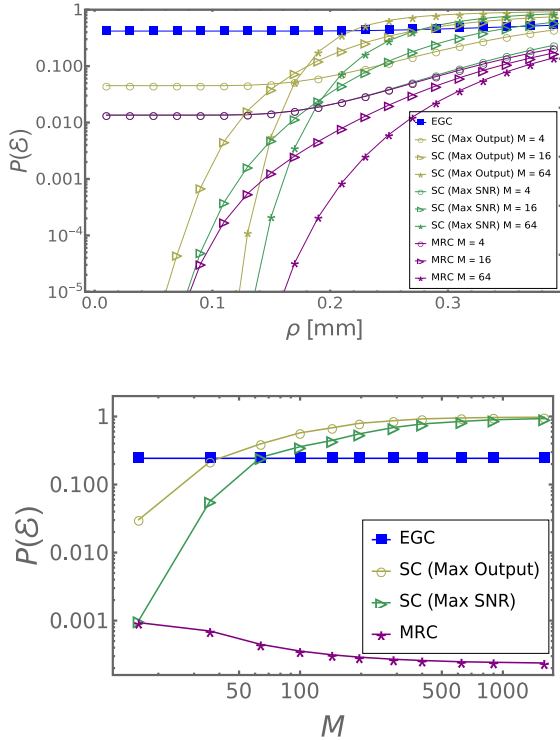 1
0.100
0.010
0.001
10⁻⁴
10⁻⁵
P(ℰ)
EGC
SC (Max Output) M = 4
SC (Max Output) M = 16
SC (Max Output) M = 64
SC (Max SNR) M = 4
SC (Max SNR) M = 16
SC (Max SNR) M = 64
MRC M = 4
MRC M = 16
MRC M = 64
0.0 0.1 0.2 0.3
ρ [mm]
1
0.100
0.010
0.001
P(ℰ)
EGC
SC (Max Output)
SC (Max SNR)
MRC
50 100 500 1000
M